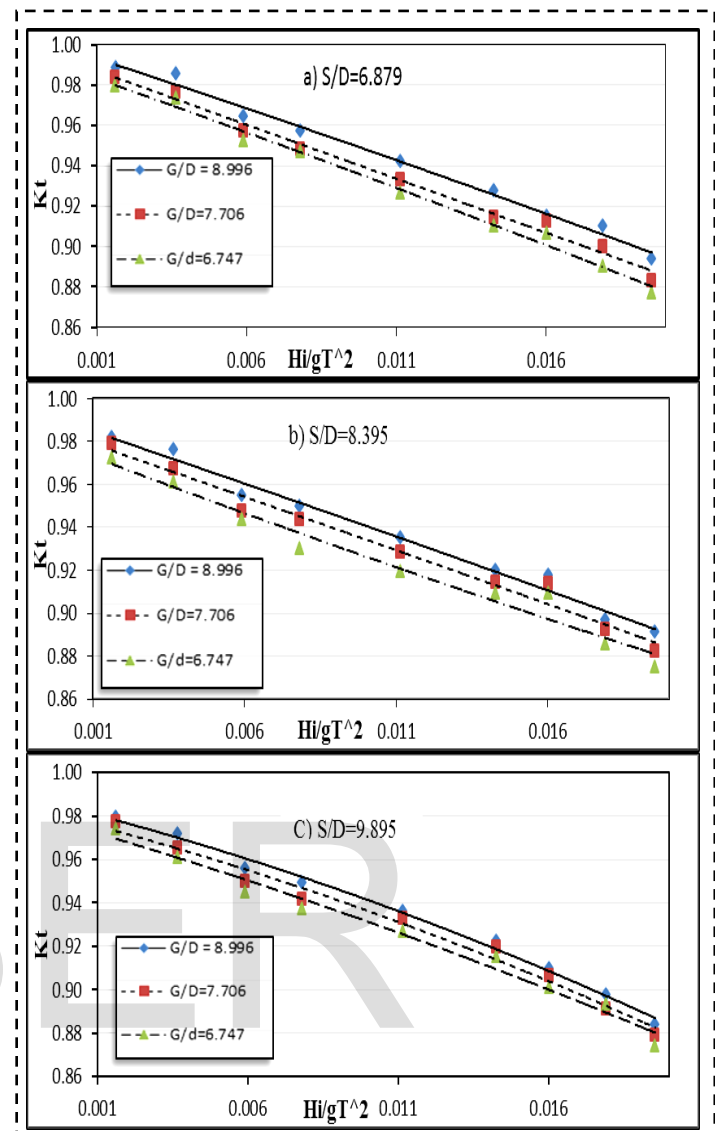 1.00
a) S/D=6.879
0.98
0.96
0.94
G/D = 8.996
Kt
0.92
G/D=7.706
0.90
G/d=6.747
0.88
0.86
0.001 Hi/gT^2 0.006 0.011 0.016
1.00
b) S/D=8.395
0.98
0.96
0.94
Kt
0.92
G/D = 8.996
0.90
G/D=7.706
0.88
G/d=6.747
0.86
0.001 0.006 Hi/gT^2 0.011 0.016
1.00
C) S/D=9.895
0.98
0.96
0.94
Kt
0.92
G/D = 8.996
0.90
G/D=7.706
0.88
G/d=6.747
0.86
0.001 0.006 0.011 0.016
Hi/gT^2
ER